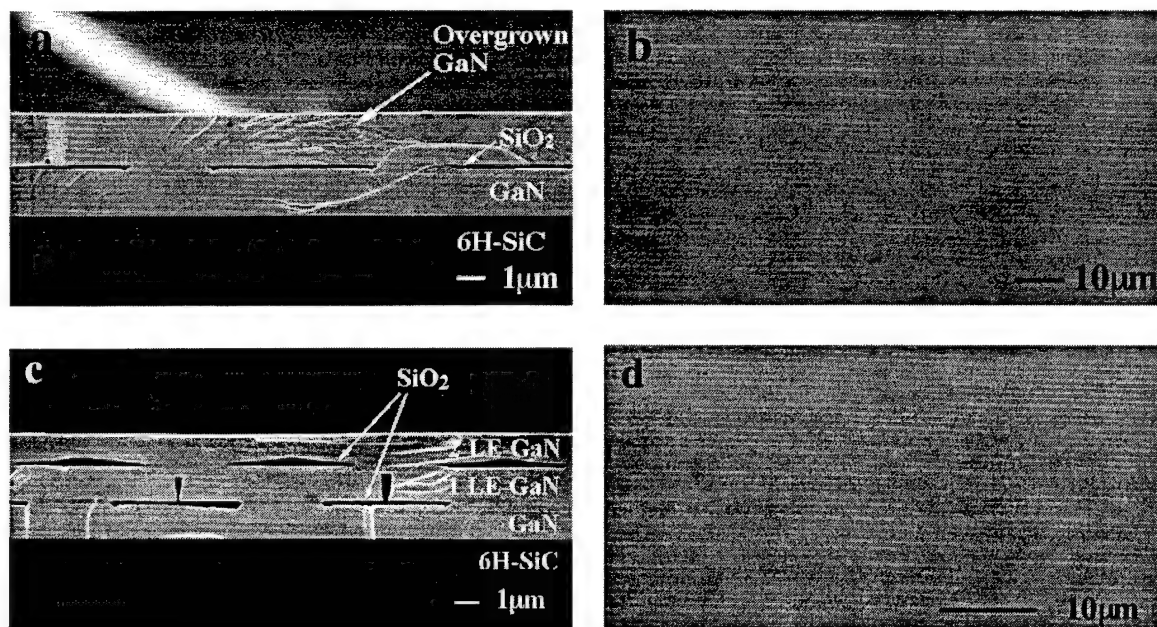 a
Overgrown
GaN
SiO₂
GaN
6H-SiC
1μm
b
10μm
c
SiO₂
2 LE-GaN
1 LE-GaN
GaN
6H-SiC
1μm
d
10μm